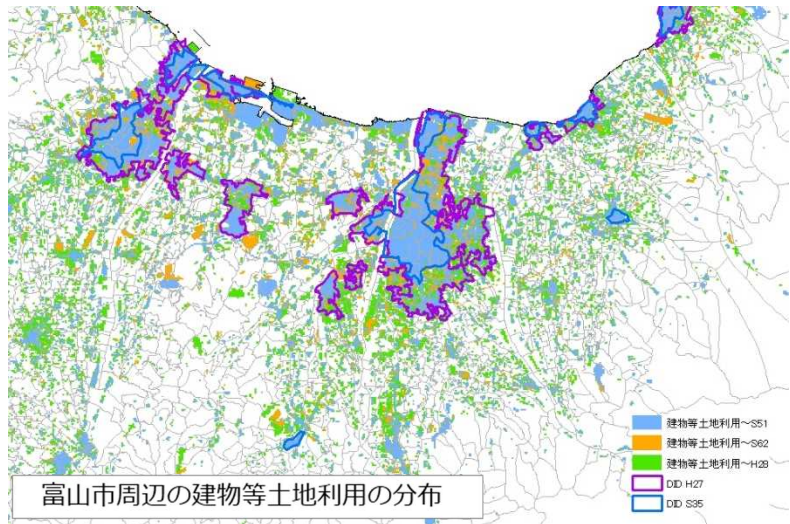 建物等土地利用～S51
建物等土地利用～S62
建物等土地利用～H28
DID H27
DID S35
富山市周辺の建物等土地利用の分布